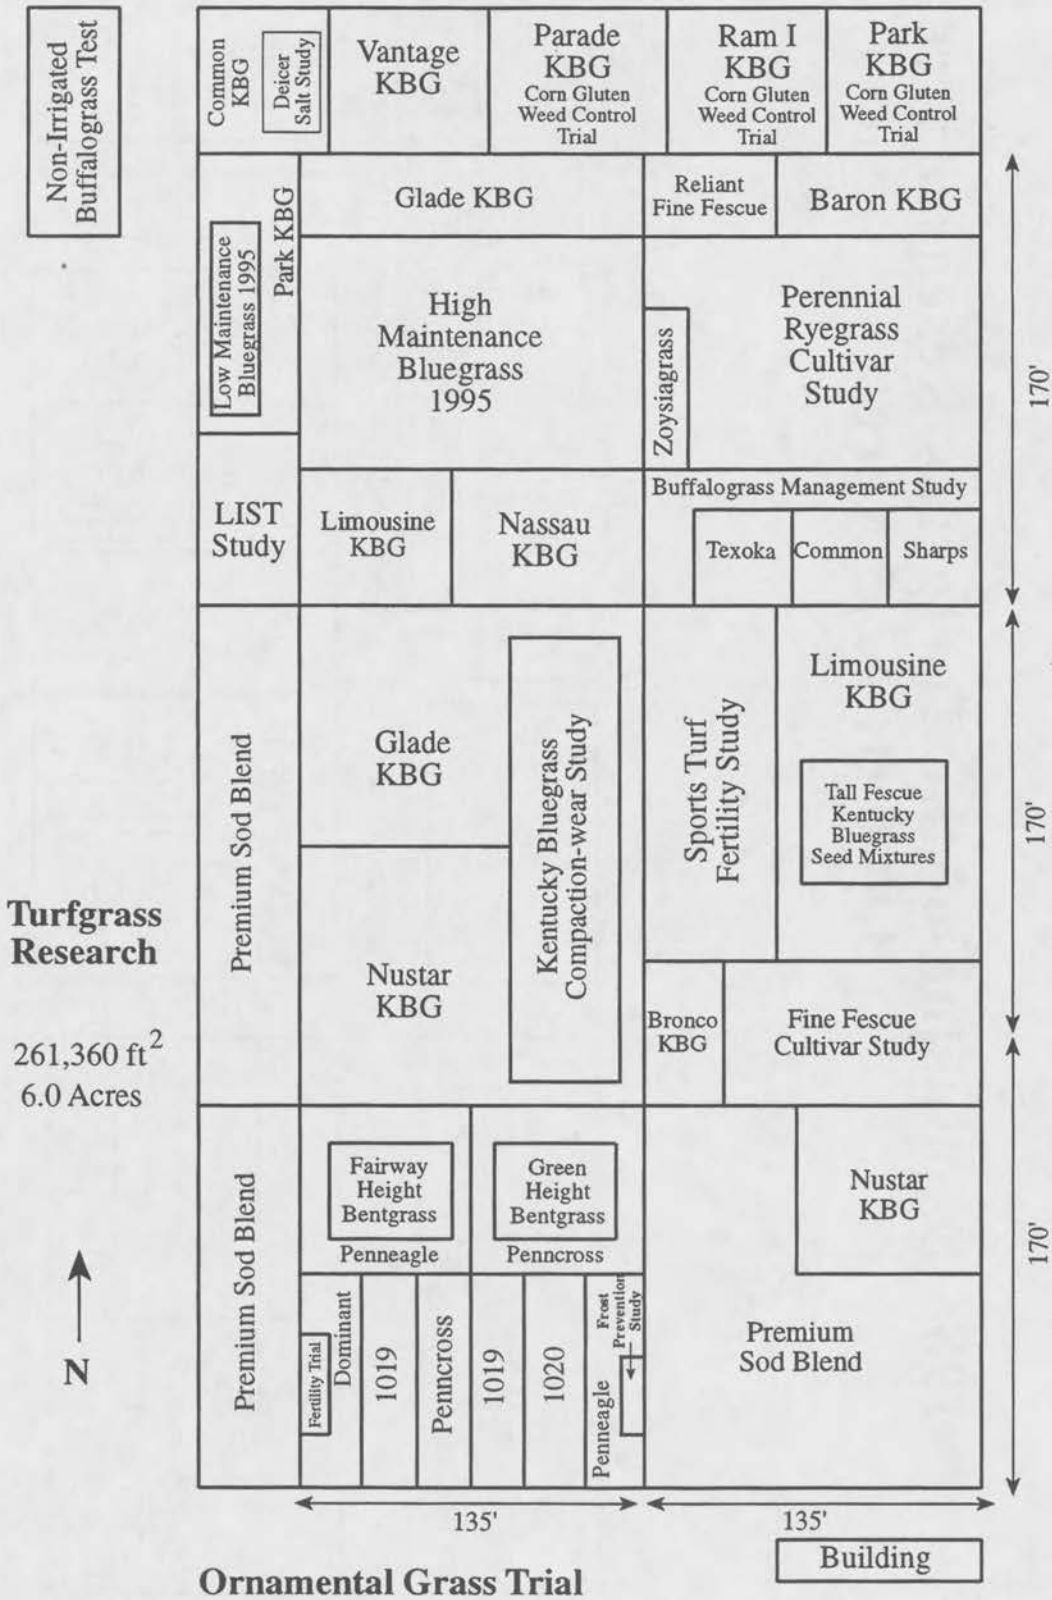 Non-Irrigated
Buffalograss Test
Common
KBG
Deicer
Salt Study
Vantage
KBG
Parade
KBG
Corn Gluten
Weed Control
Trial
Ram I
KBG
Corn Gluten
Weed Control
Trial
Park
KBG
Corn Gluten
Weed Control
Trial
Low Maintenance
Bluegrass 1995
Park KBG
Glade KBG
Reliant
Fine Fescue
Baron KBG
High
Maintenance
Bluegrass
1995
Zoysiagrass
Perennial
Ryegrass
Cultivar
Study
170'
LIST
Study
Limousine
KBG
Nassau
KBG
Buffalograss Management Study
Texoka
Common
Sharps
Premium Sod Blend
Glade
KBG
Kentucky Bluegrass
Compaction-wear Study
Sports Turf
Fertility Study
Limousine
KBG
Tall Fescue
Kentucky
Bluegrass
Seed Mixtures
170'
Turfgrass
Research
261,360 ft2
6.0 Acres
Nustar
KBG
Bronco
KBG
Fine Fescue
Cultivar Study
Premium Sod Blend
Fairway
Height
Bentgrass
Penneagle
Green
Height
Bentgrass
Penncross
Nustar
KBG
170'
N
Fertility Trial
Dominant
1019
Penncross
1019
1020
Penneagle
Frost
Prevention
Study
Premium
Sod Blend
135'
135'
Building
Ornamental Grass Trial